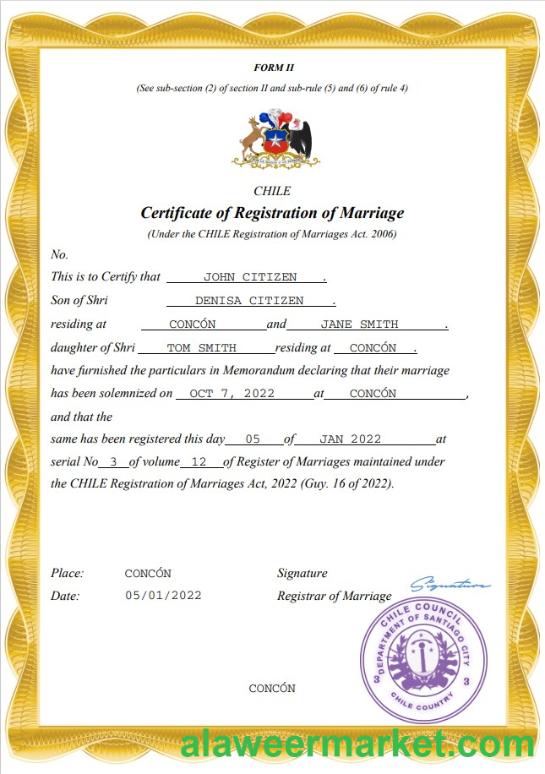 FORM II
(See sub-section (2) of section II and sub-rule (5) and (6) of rule 4)
CHILE
Certificate of Registration of Marriage
(Under the CHILE Registration of Marriages Act. 2006)
No.
This is to Certify that JOHN CITIZEN .
Son of Shri DENISA CITIZEN .
residing at CONCÓN and JANE SMITH .
daughter of Shri TOM SMITH residing at CONCÓN .
have furnished the particulars in Memorandum declaring that their marriage
has been solemnized on OCT 7, 2022 at CONCÓN ,
and that the
same has been registered this day 05 of JAN 2022 at
serial No 3 of volume 12 of Register of Marriages maintained under
the CHILE Registration of Marriages Act, 2022 (Guy. 16 of 2022).
Place: CONCÓN Signature Signature
Date: 05/01/2022 Registrar of Marriage
CHILE COUNCIL
DEPARTMENT OF SANTIAGO CITY
3 3
CHILE COUNTRY
CONCÓN
alaweermarket.com